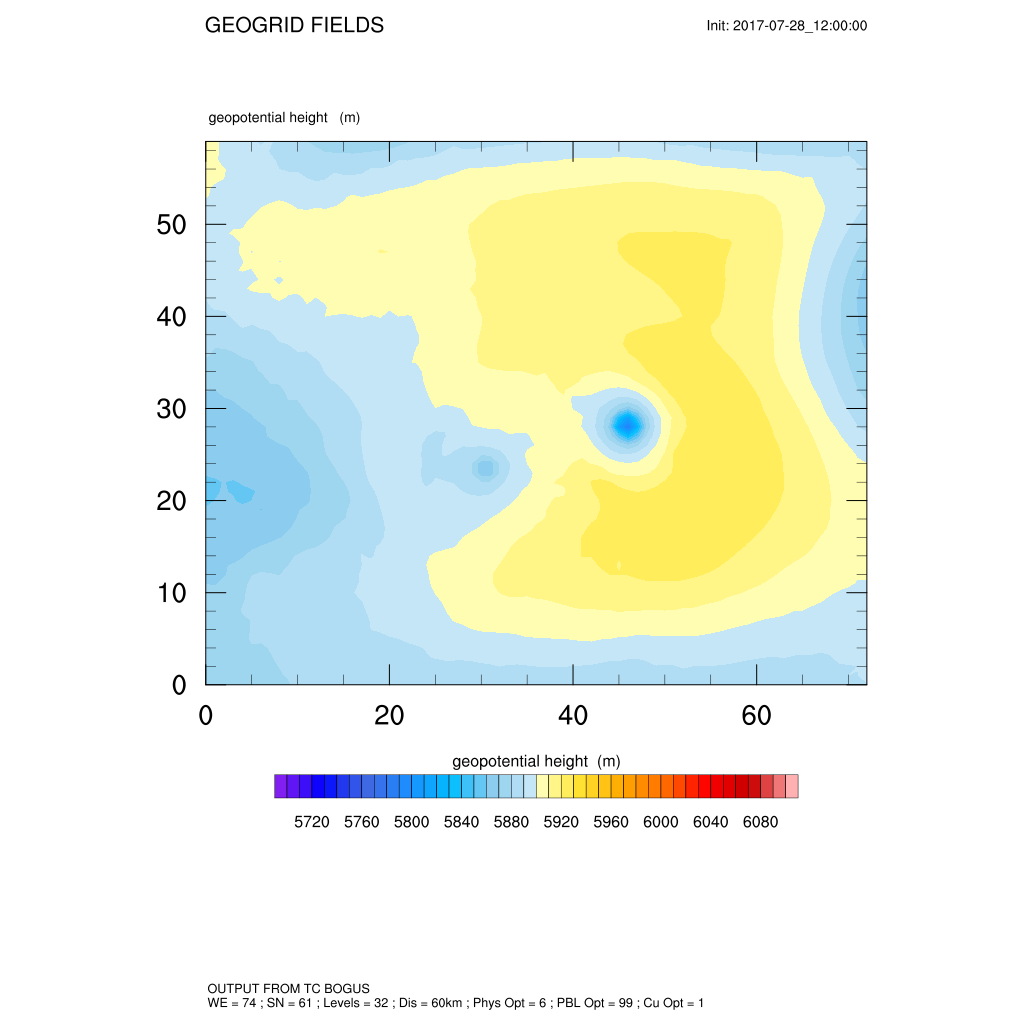 GEOGRID FIELDS
Init: 2017-07-28_12:00:00
geopotential height (m)
50
40
30
20
10
0
0 20 40 60
geopotential height (m)
5720 5760 5800 5840 5880 5920 5960 6000 6040 6080
OUTPUT FROM TC BOGUS
WE = 74 ; SN = 61 ; Levels = 32 ; Dis = 60km ; Phys Opt = 6 ; PBL Opt = 99 ; Cu Opt = 1